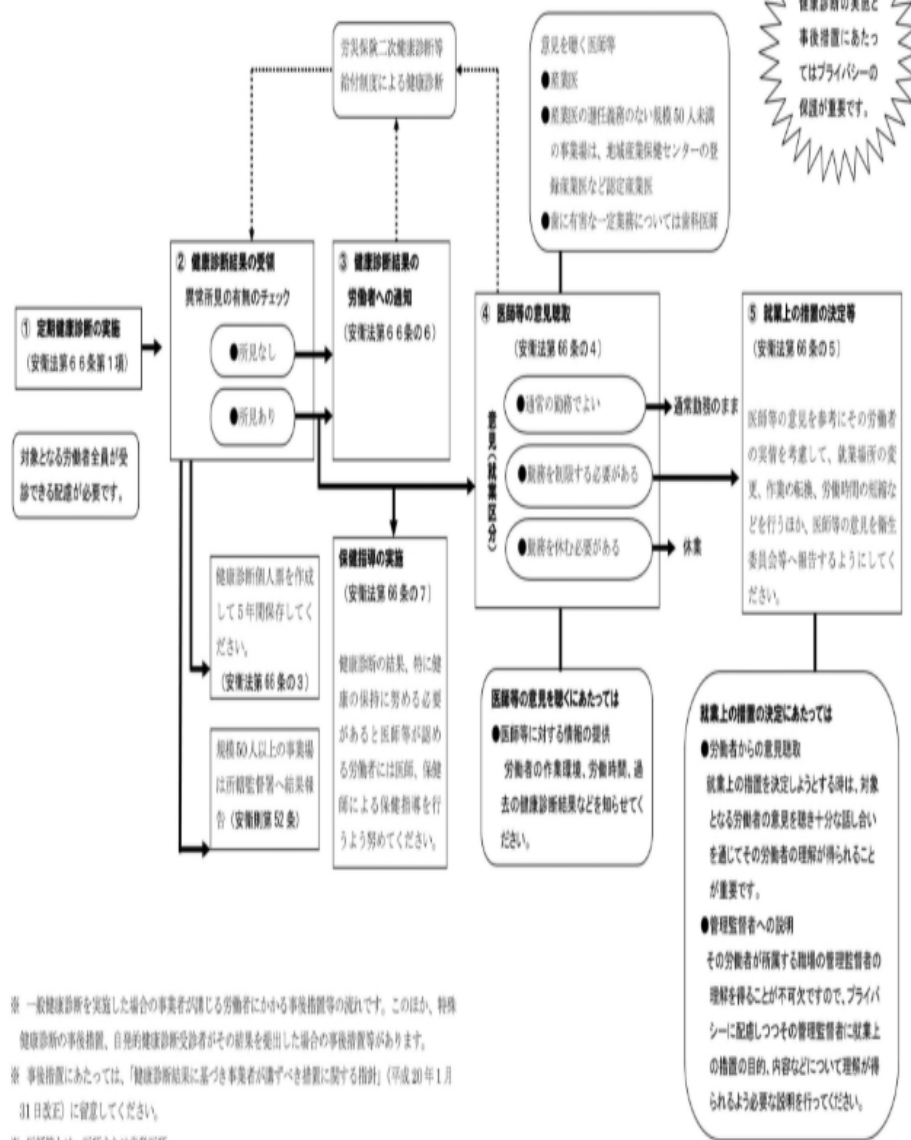 健康診断の実施と
事後措置にあたっ
てはプライバシーの
保護が重要です。
労災保険二次健康診断等
給付制度による健康診断
意見を聴く医師等
●産業医
●産業医の選任義務のない規模50人未満
の事業場は、地域産業保健センターの登
録産業医など認定産業医
●歯に有害な一定業務については歯科医師
① 定期健康診断の実施
(安衛法第66条第1項)
対象となる労働者全員が受
診できる配慮が必要です。
② 健康診断結果の受領
異常所見の有無のチェック
●所見なし
●所見あり
③ 健康診断結果の
労働者への通知
(安衛法第66条の6)
④ 医師等の意見聴取
(安衛法第66条の4)
意見(就業区分)
●通常の勤務でよい
通常勤務のまま
●勤務を制限する必要がある
●勤務を休む必要がある
休業
⑤ 就業上の措置の決定等
(安衛法第66条の5)
医師等の意見を参考にその労働者
の実情を考慮して、就業場所の変
更、作業の転換、労働時間の短縮な
どを行うほか、医師等の意見を衛生
委員会等へ報告するようにしてく
ださい。
健康診断個人票を作成
して5年間保存してく
ださい。
(安衛法第66条の3)
規模50人以上の事業場
は所轄監督署へ結果報
告(安衛則第52条)
保健指導の実施
(安衛法第66条の7)
健康診断の結果、特に健
康の保持に努める必要
があると医師等が認め
る労働者には医師、保健
師による保健指導を行
うよう努めてください。
医師等の意見を聴くにあたっては
●医師等に対する情報の提供
労働者の作業環境、労働時間、過
去の健康診断結果などを知らせてく
ださい。
就業上の措置の決定にあたっては
●労働者からの意見聴取
就業上の措置を決定しようとする時は、対象
となる労働者の意見を聴き十分な話し合い
を通じてその労働者の理解が得られること
が重要です。
●管理監督者への説明
その労働者が所属する職場の管理監督者の
理解を得ることが不可欠ですので、プライバ
シーに配慮しつつその管理監督者に就業上
の措置の目的、内容などについて理解が得
られるよう必要な説明を行ってください。
※ 一般健康診断を実施した場合の事業者が講じる労働者にかかる事後措置等の流れです。このほか、特殊
健康診断の事後措置、自発的健康診断受診者がその結果を提出した場合の事後措置等があります。
※ 事後措置にあたっては、「健康診断結果に基づき事業者が講ずべき措置に関する指針」(平成20年1月
31日改正)に留意してください。